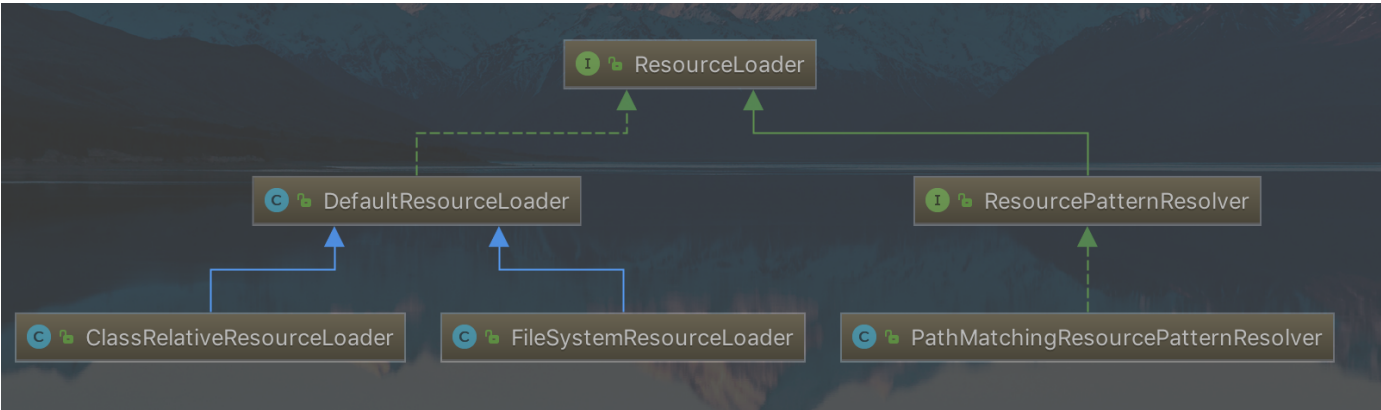 I ResourceLoader
C DefaultResourceLoader
I ResourcePatternResolver
C ClassRelativeResourceLoader
C FileSystemResourceLoader
C PathMatchingResourcePatternResolver